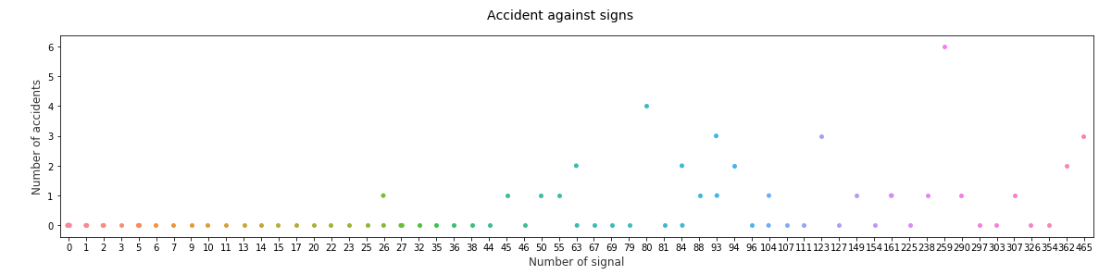 Accident against signs
6
5
4
3
2
1
0
Number of accidents
0 1 2 3 5 6 7 9 10 11 13 14 15 17 20 22 23 25 26 27 32 35 36 38 44 45 46 50 55 63 67 69 79 80 81 84 88 93 94 96 104 107 111 123 127 149 154 161 225 238 259 290 297 303 307 326 354 362 465
Number of signal